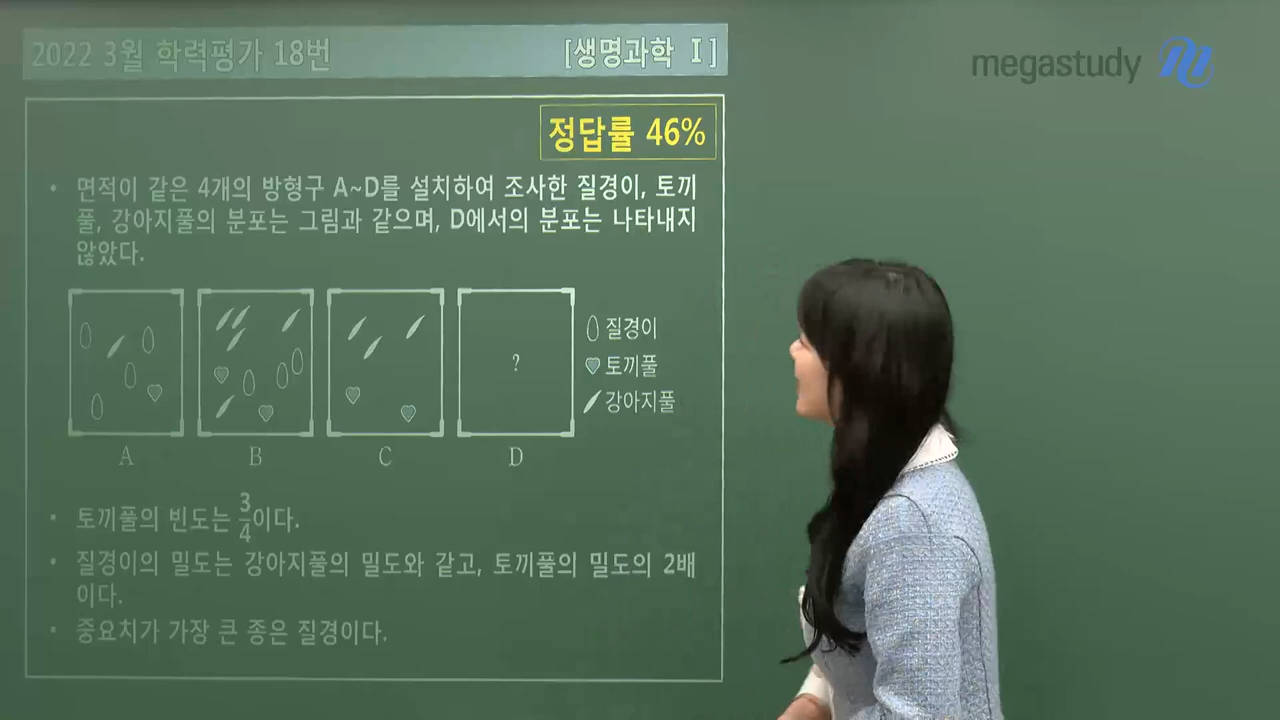 2022 3월 학력평가 18번
[생명과학 Ⅰ]
megastudy
정답률 46%
• 면적이 같은 4개의 방형구 A~D를 설치하여 조사한 질경이, 토끼
풀, 강아지풀의 분포는 그림과 같으며, D에서의 분포는 나타내지
않았다.
?
질경이
토끼풀
강아지풀
A B C D
• 토끼풀의 빈도는 3/4이다.
• 질경이의 밀도는 강아지풀의 밀도와 같고, 토끼풀의 밀도의 2배
이다.
• 중요치가 가장 큰 종은 질경이다.